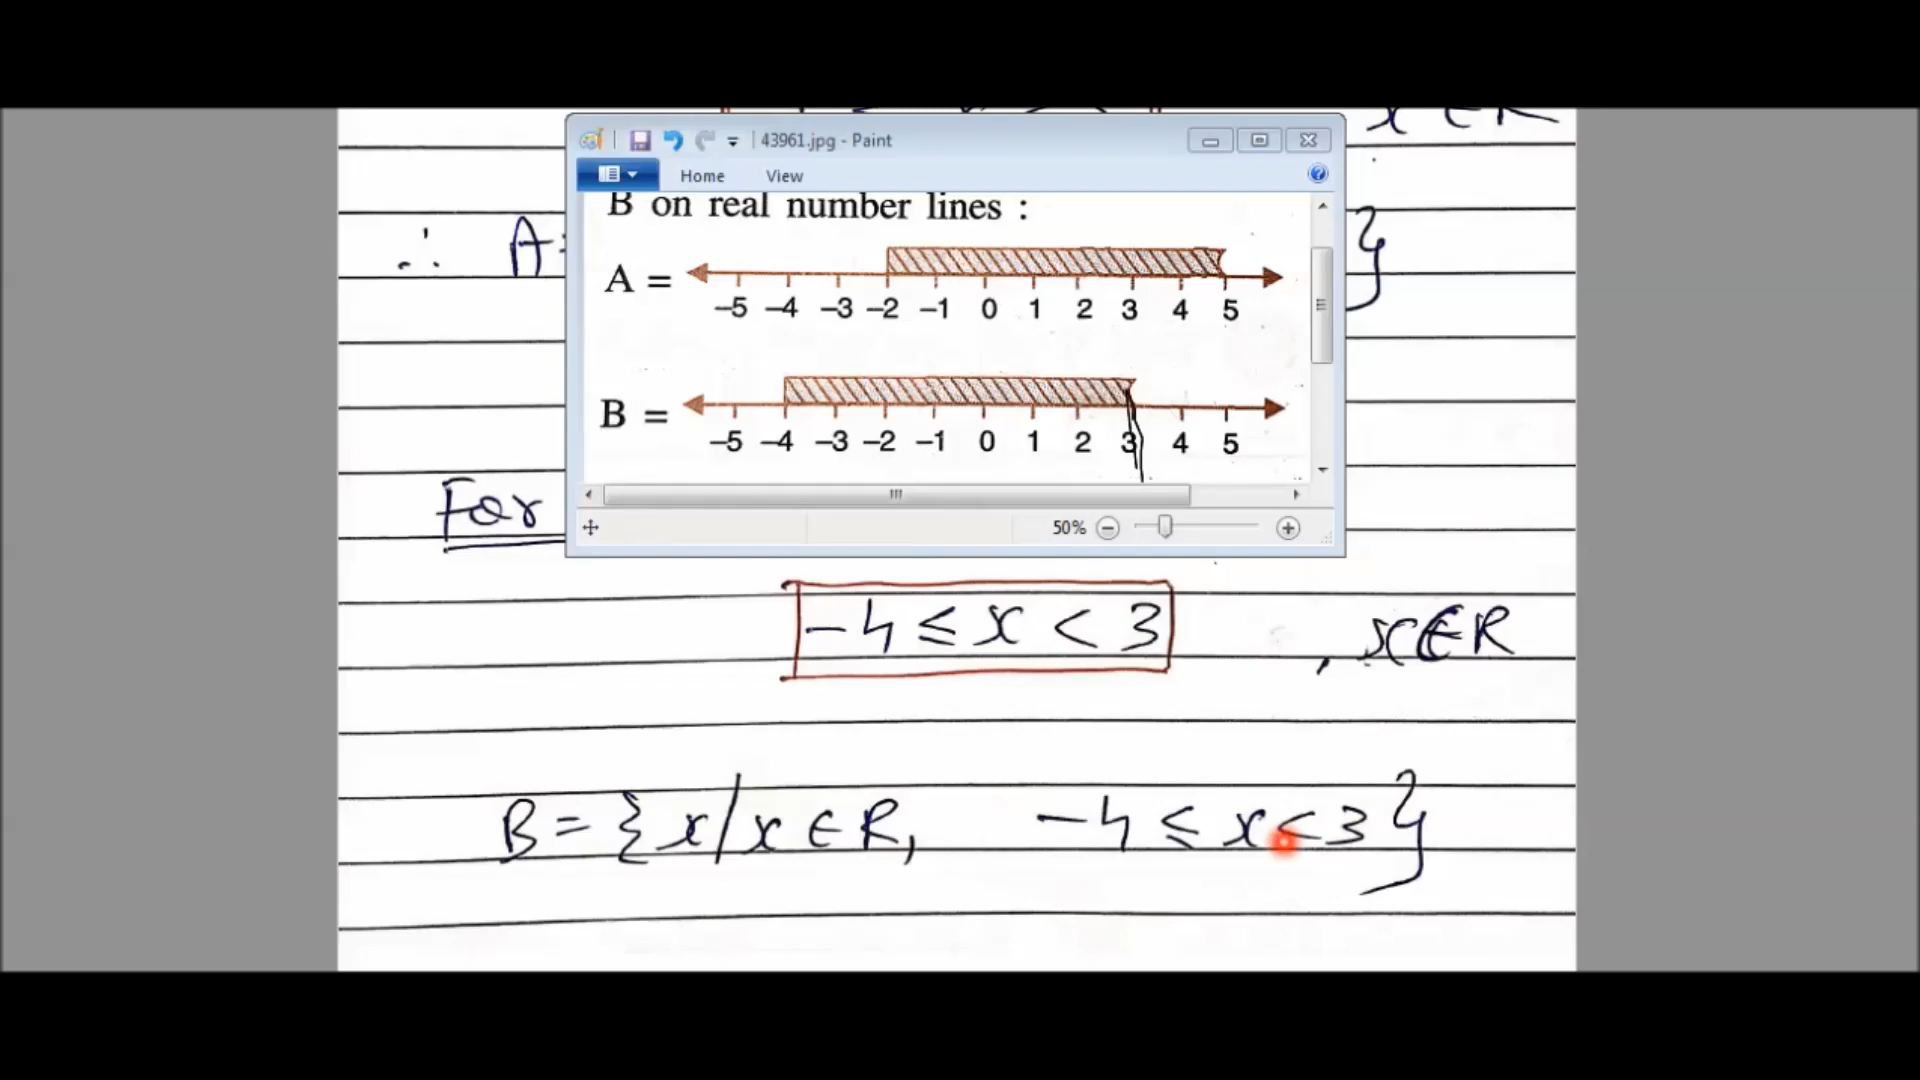 x ∈ R
43961.jpg - Paint
Home View
B on real number lines :
∴ A= }
A =
–5 –4 –3 –2 –1 0 1 2 3 4 5
B =
–5 –4 –3 –2 –1 0 1 2 3 4 5
For
50%
-4 ≤ x < 3 , x ∈ R
B = { x / x ∈ R, -4 ≤ x < 3 }